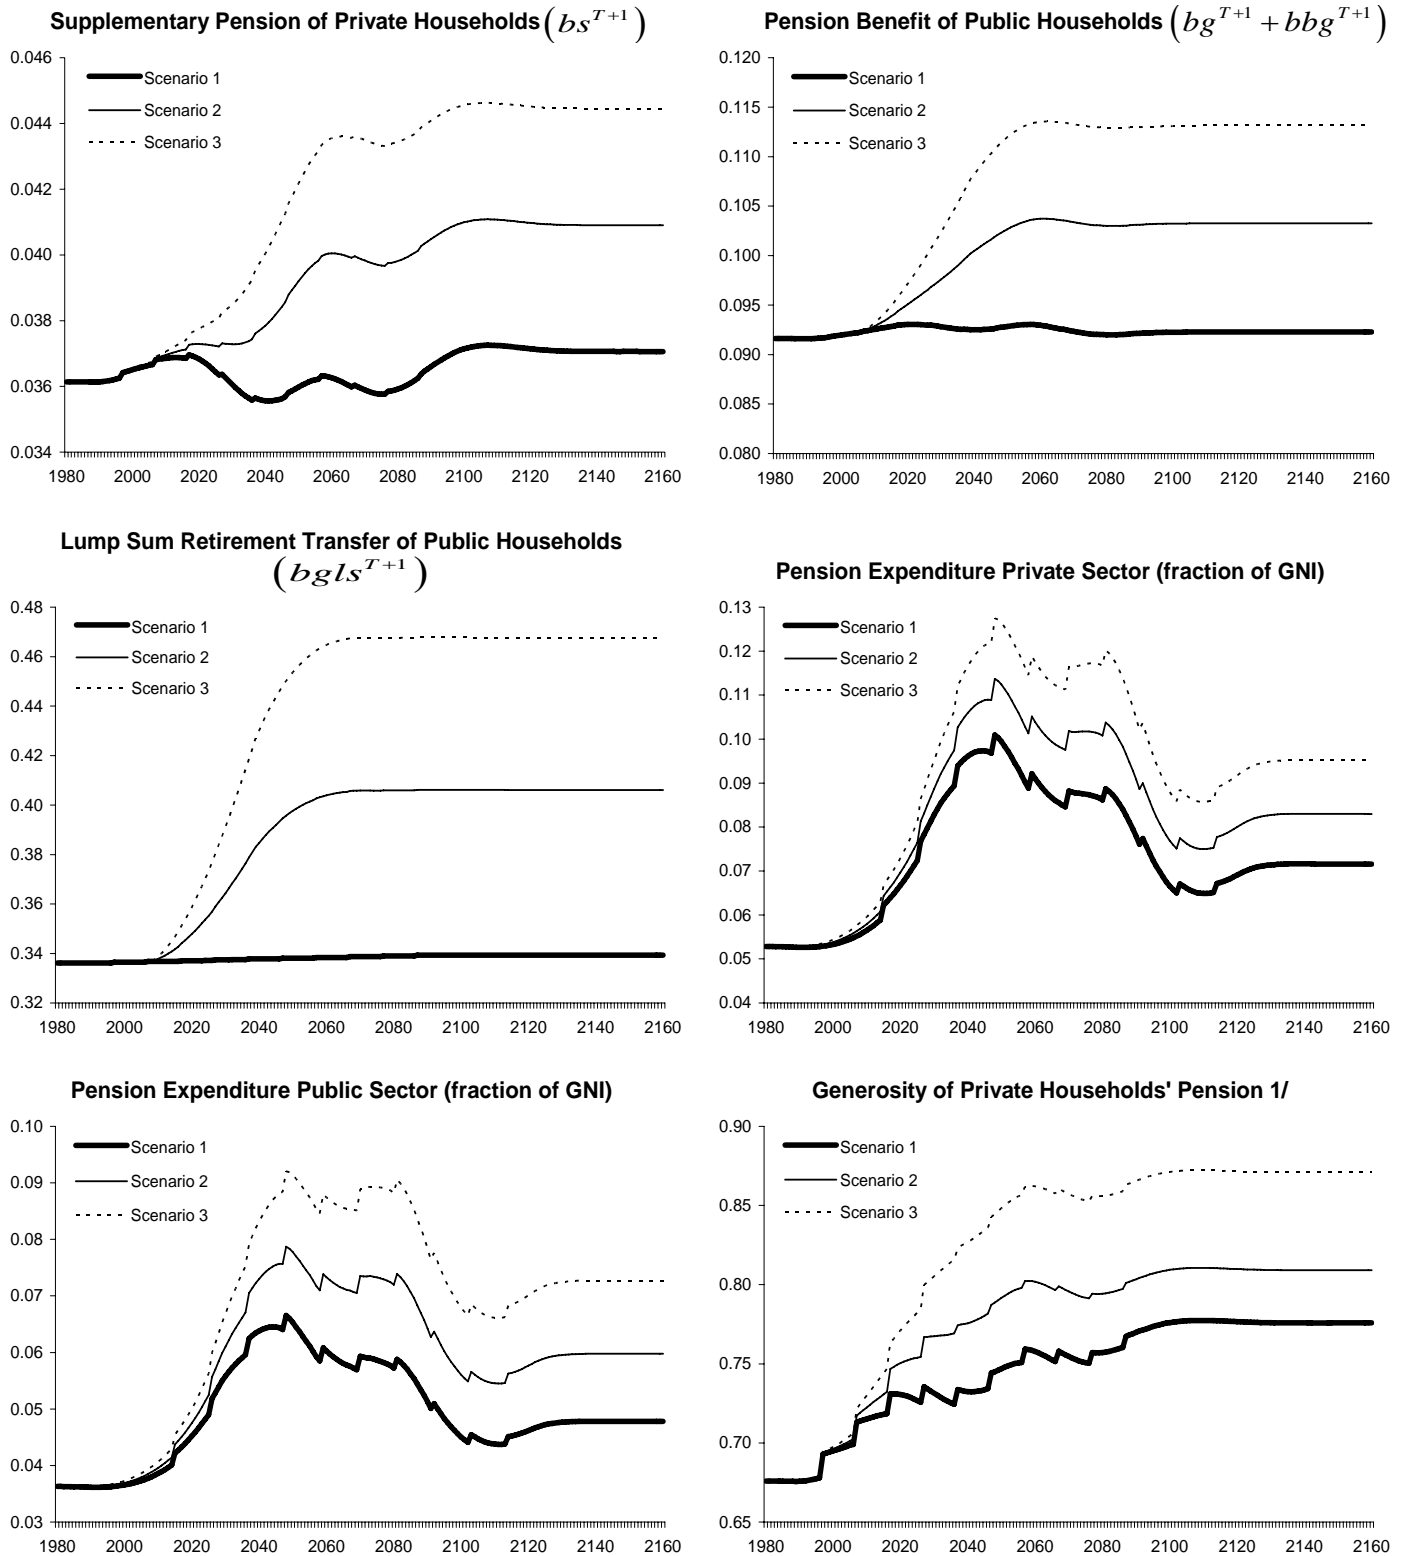 Supplementary Pension of Private Households (bs^{T+1})
0.046
0.044
0.042
0.040
0.038
0.036
0.034
Scenario 1
Scenario 2
Scenario 3
1980 2000 2020 2040 2060 2080 2100 2120 2140 2160
Pension Benefit of Public Households (bg^{T+1} + bbg^{T+1})
0.120
0.115
0.110
0.105
0.100
0.095
0.090
0.085
0.080
Scenario 1
Scenario 2
Scenario 3
1980 2000 2020 2040 2060 2080 2100 2120 2140 2160
Lump Sum Retirement Transfer of Public Households
(bgls^{T+1})
0.48
0.46
0.44
0.42
0.40
0.38
0.36
0.34
0.32
Scenario 1
Scenario 2
Scenario 3
1980 2000 2020 2040 2060 2080 2100 2120 2140 2160
Pension Expenditure Private Sector (fraction of GNI)
0.13
0.12
0.11
0.10
0.09
0.08
0.07
0.06
0.05
0.04
Scenario 1
Scenario 2
Scenario 3
1980 2000 2020 2040 2060 2080 2100 2120 2140 2160
Pension Expenditure Public Sector (fraction of GNI)
0.10
0.09
0.08
0.07
0.06
0.05
0.04
0.03
Scenario 1
Scenario 2
Scenario 3
1980 2000 2020 2040 2060 2080 2100 2120 2140 2160
Generosity of Private Households' Pension 1/
0.90
0.85
0.80
0.75
0.70
0.65
Scenario 1
Scenario 2
Scenario 3
1980 2000 2020 2040 2060 2080 2100 2120 2140 2160